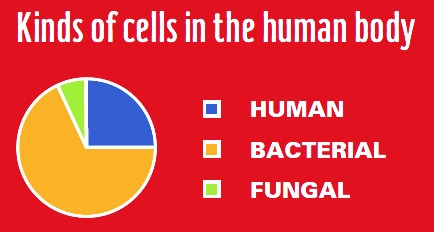 Kinds of cells in the human body
HUMAN
BACTERIAL
FUNGAL